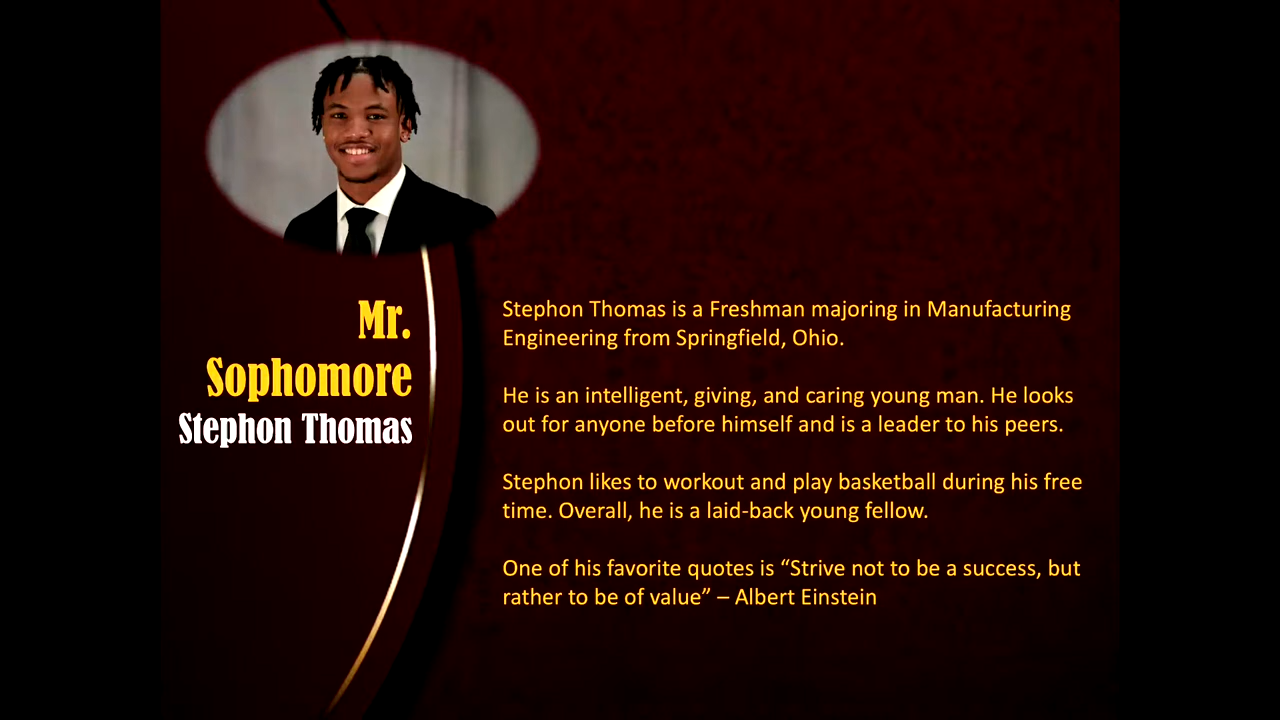 Mr.
Sophomore
Stephon Thomas
Stephon Thomas is a Freshman majoring in Manufacturing
Engineering from Springfield, Ohio.
He is an intelligent, giving, and caring young man. He looks
out for anyone before himself and is a leader to his peers.
Stephon likes to workout and play basketball during his free
time. Overall, he is a laid-back young fellow.
One of his favorite quotes is “Strive not to be a success, but
rather to be of value” – Albert Einstein